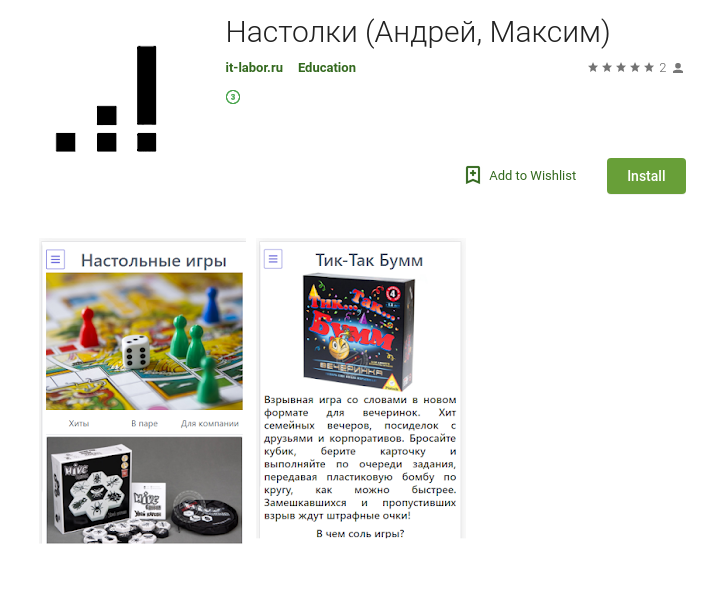 Настолки (Андрей, Максим)
it-labor.ru Education
2
3
Add to Wishlist
Install
Настольные игры
Хиты В паре Для компании
HIVE
HIVE
Тик-Так Бумм
Тик... Так...
БУММ
ВЕЧЕРИНКА
Piatnik
Взрывная игра со словами в новом
формате для вечеринок. Хит
семейных вечеров, посиделок с
друзьями и корпоративов. Бросайте
кубик, берите карточку и
выполняйте по очереди задания,
передавая пластиковую бомбу по
кругу, как можно быстрее.
Замешкавшихся и пропустивших
взрыв ждут штрафные очки!
В чем соль игры?